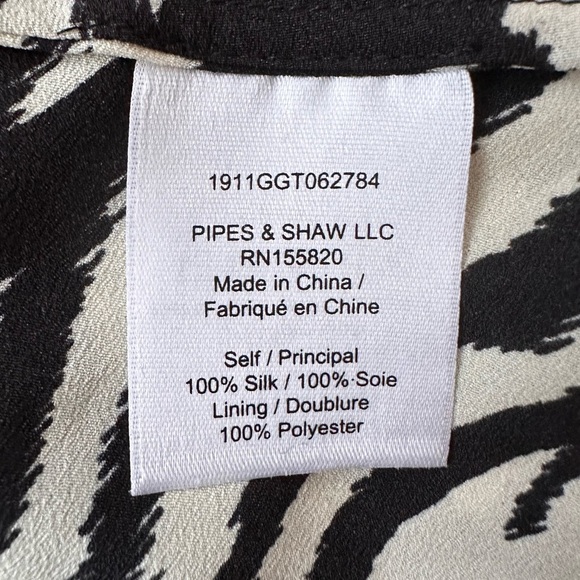 1911GGT062784
PIPES & SHAW LLC
RN155820
Made in China /
Fabriqué en Chine
Self / Principal
100% Silk / 100% Soie
Lining / Doublure
100% Polyester